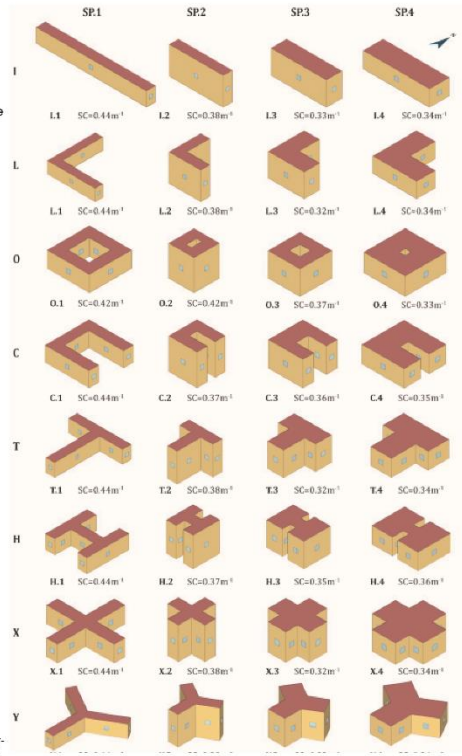 SP.1 SP.2 SP.3 SP.4
I
e
I.1 SC=0.44m⁻¹ I.2 SC=0.38m⁻¹ I.3 SC=0.33m⁻¹ I.4 SC=0.34m⁻¹
L
L.1 SC=0.44m⁻¹ L.2 SC=0.38m⁻¹ L.3 SC=0.32m⁻¹ L.4 SC=0.34m⁻¹
O
O.1 SC=0.42m⁻¹ O.2 SC=0.42m⁻¹ O.3 SC=0.37m⁻¹ O.4 SC=0.33m⁻¹
C
C.1 SC=0.44m⁻¹ C.2 SC=0.37m⁻¹ C.3 SC=0.36m⁻¹ C.4 SC=0.35m⁻¹
T
T.1 SC=0.44m⁻¹ T.2 SC=0.38m⁻¹ T.3 SC=0.32m⁻¹ T.4 SC=0.34m⁻¹
H
H.1 SC=0.44m⁻¹ H.2 SC=0.37m⁻¹ H.3 SC=0.35m⁻¹ H.4 SC=0.36m⁻¹
X
X.1 SC=0.44m⁻¹ X.2 SC=0.38m⁻¹ X.3 SC=0.32m⁻¹ X.4 SC=0.34m⁻¹
Y
r-